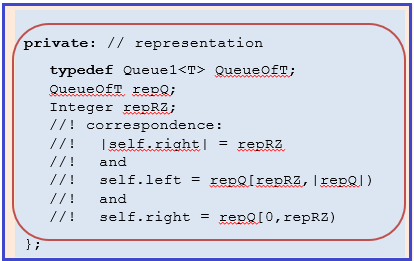 private: // representation
typedef Queue1<T> QueueOfT;
QueueOfT repQ;
Integer repRZ;
//! correspondence:
//! |self.right| = repRZ
//! and
//! self.left = repQ[repRZ,|repQ|)
//! and
//! self.right = repQ[0,repRZ)
};